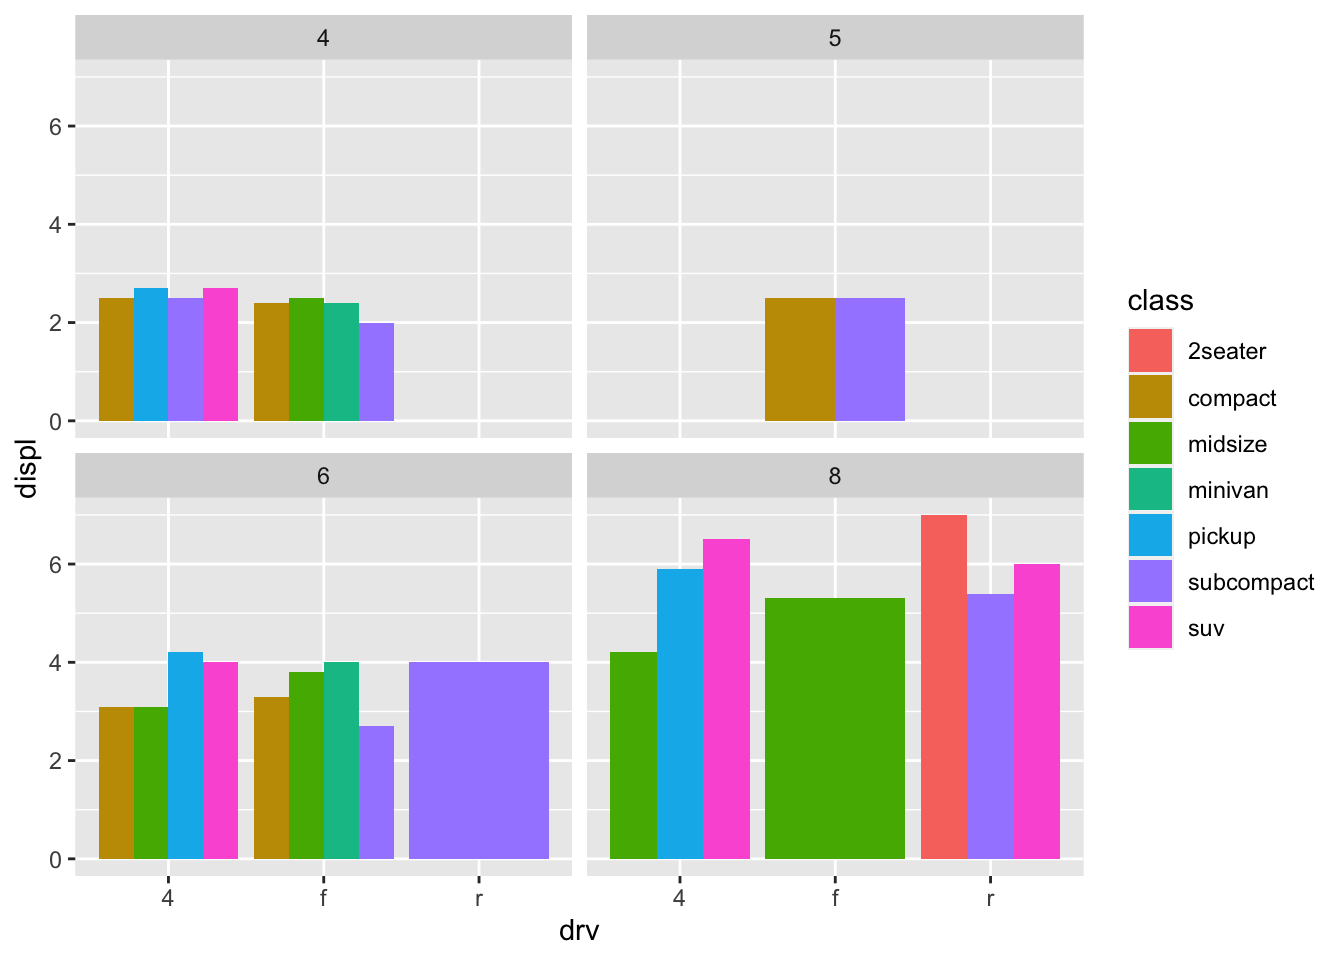 4
5
6
4
2
0
displ
6
8
6
4
2
0
4 f r
4 f r
drv
class
2seater
compact
midsize
minivan
pickup
subcompact
suv